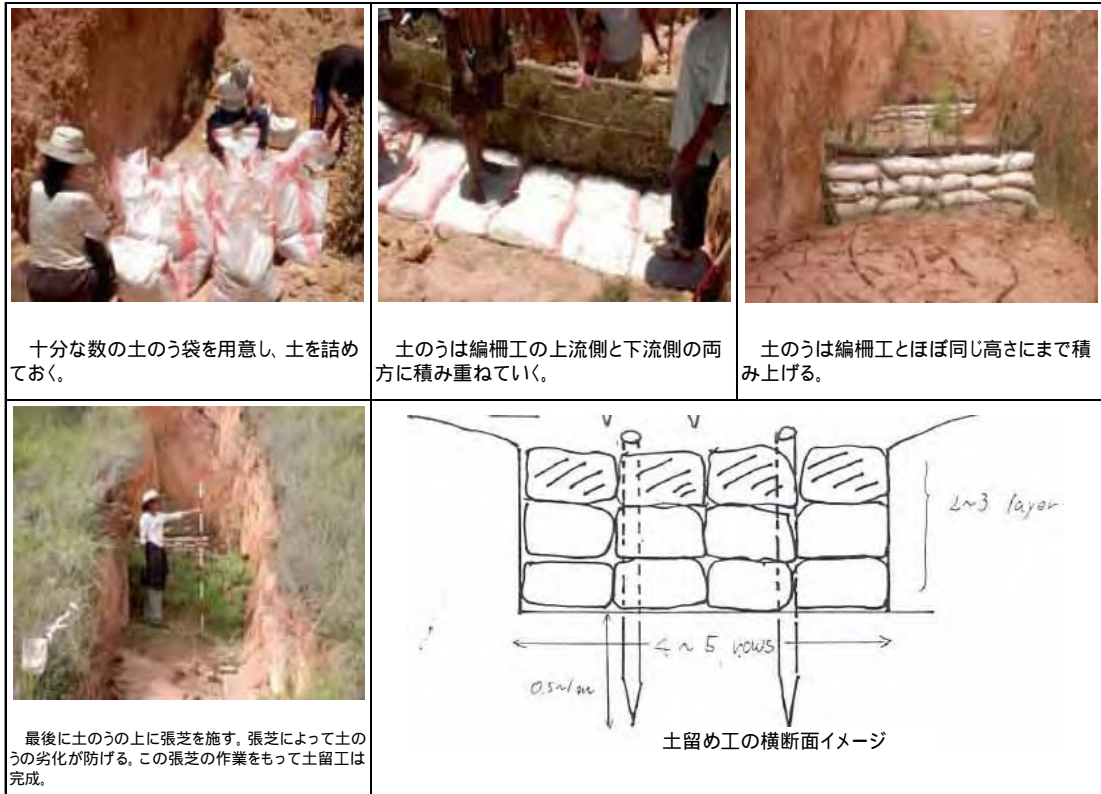 十分な数の土のう袋を用意し、土を詰め
ておく。
土のうは編柵工の上流側と下流側の両
方に積み重ねていく。
土のうは編柵工とほぼ同じ高さにまで積
み上げる。
最後に土のうの上に張芝を施す。張芝によって土の
うの劣化が防げる。この張芝の作業をもって土留工は
完成。
2~3 layer
4~5 rows
0.5~1m
土留め工の横断面イメージ